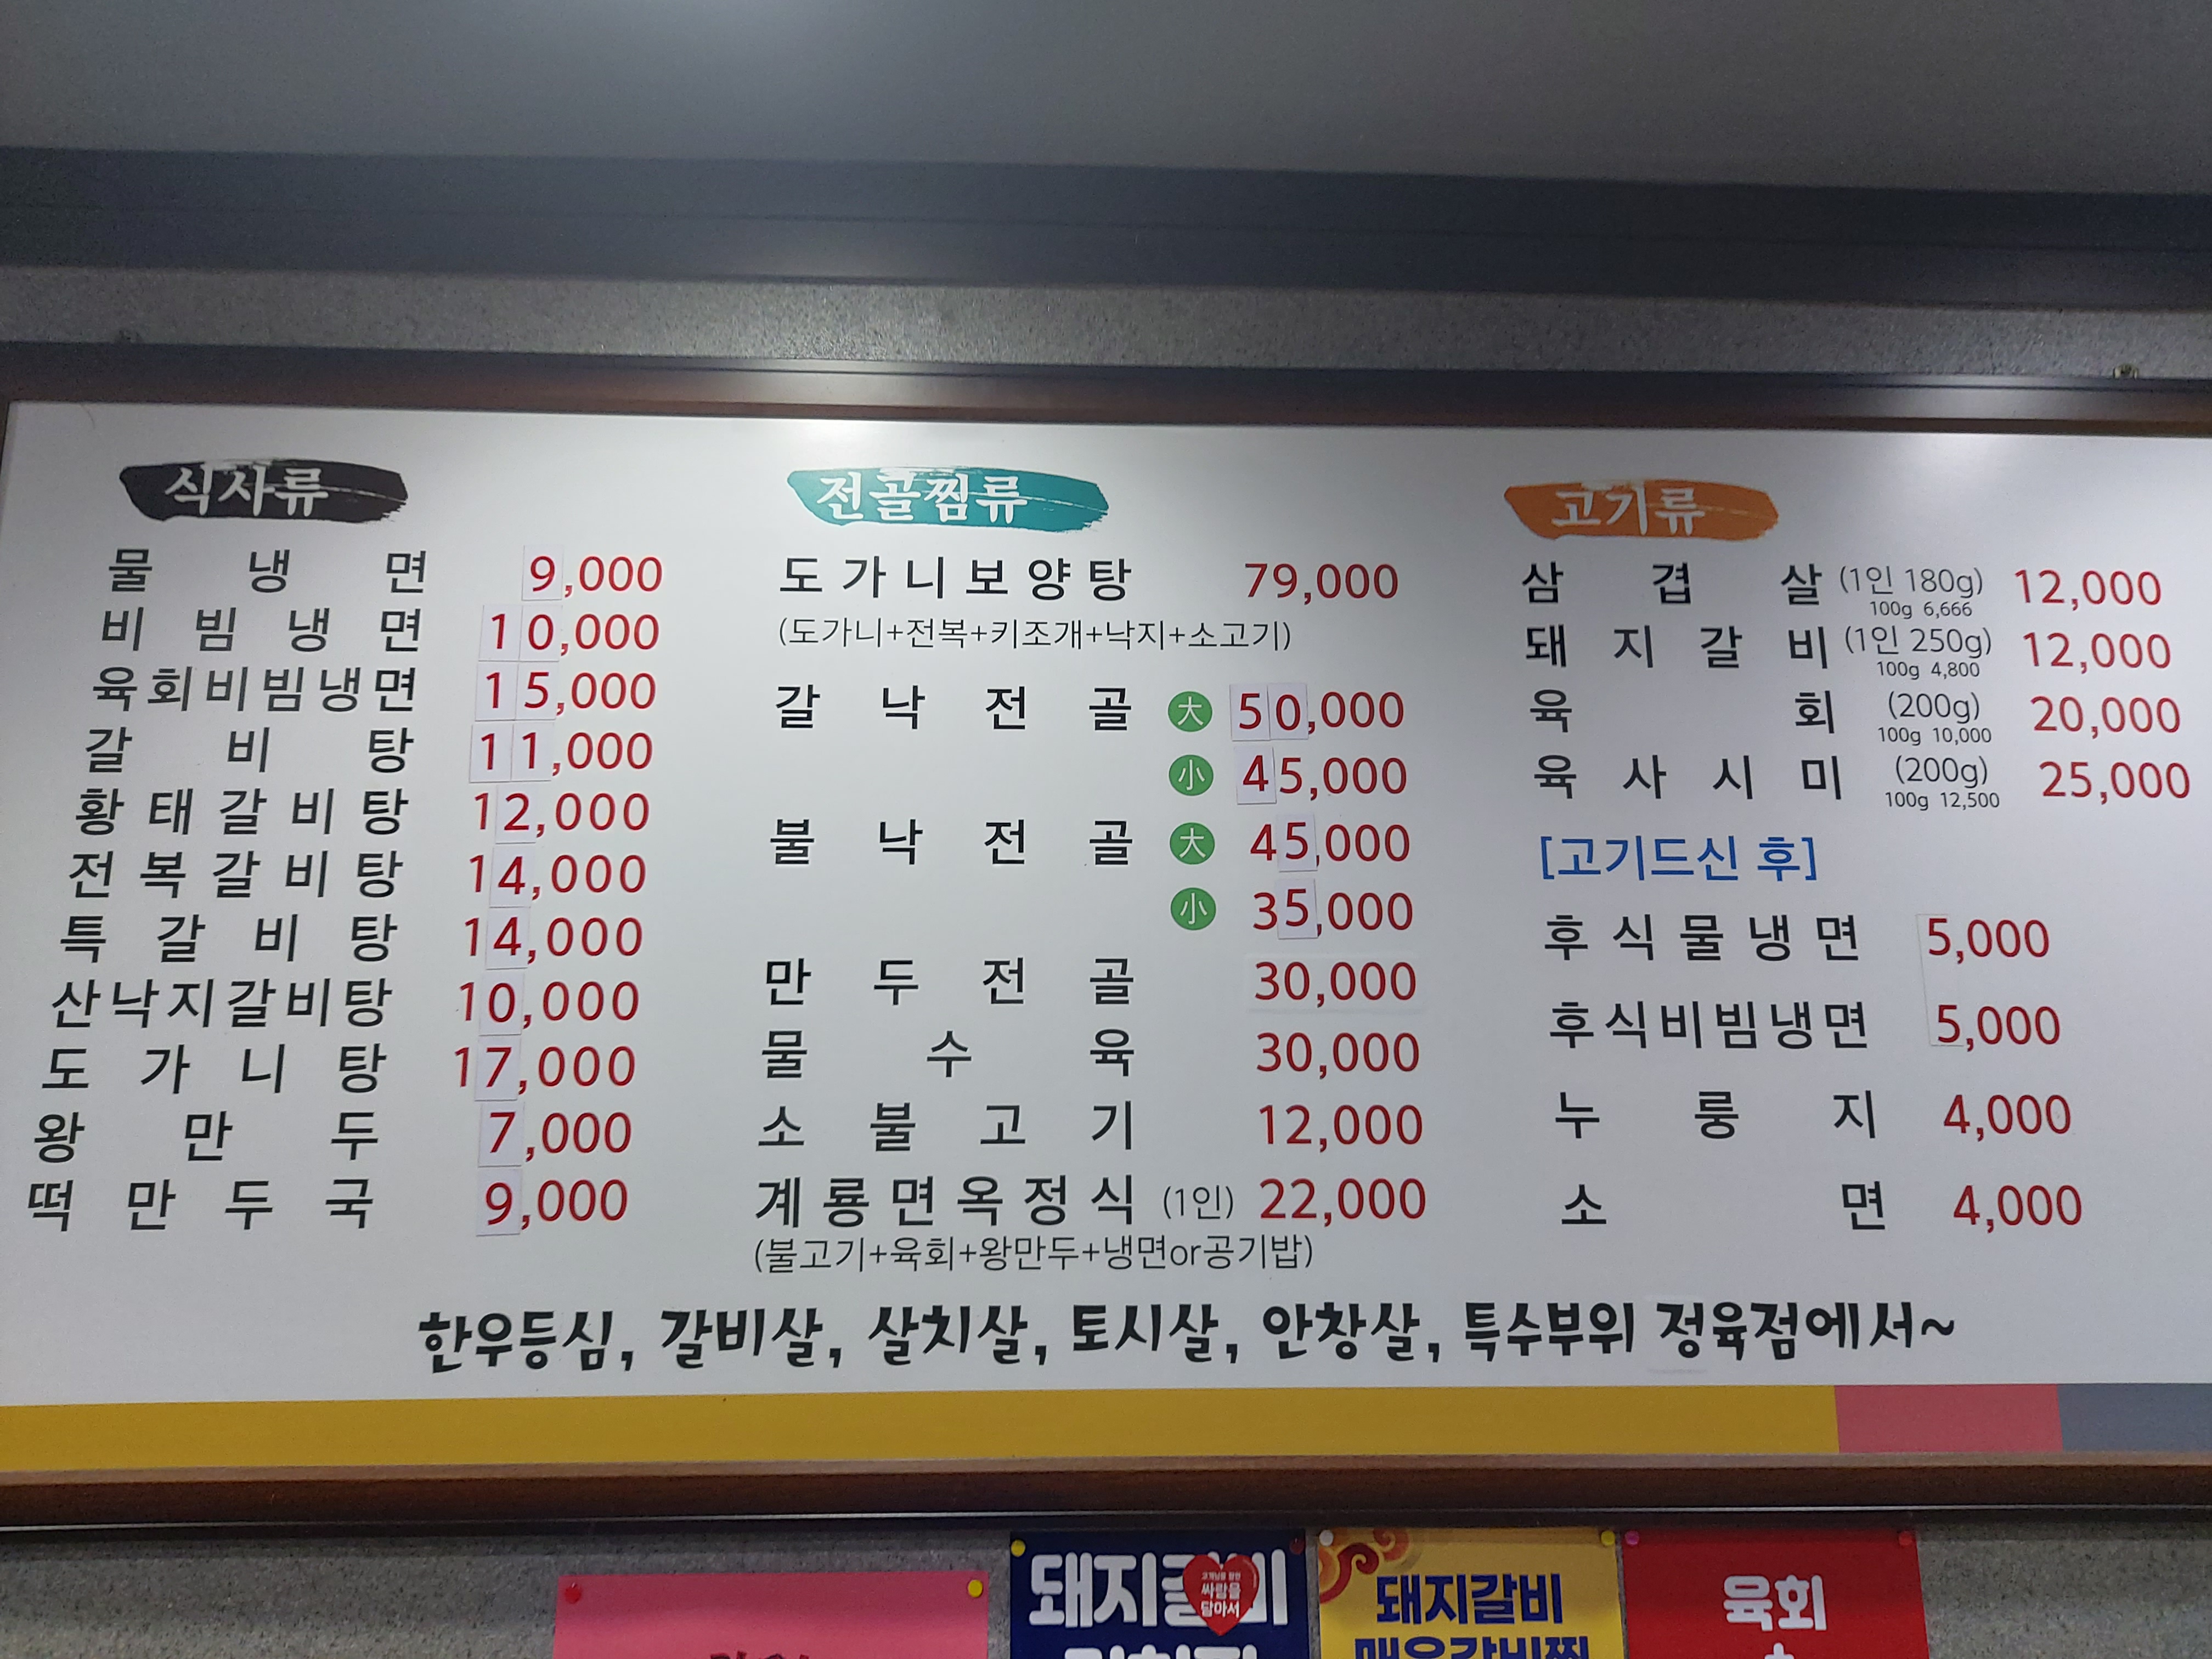 식사류
물냉면 9,000
비빔냉면 10,000
육회비빔냉면 15,000
갈비탕 11,000
황태갈비탕 12,000
전복갈비탕 14,000
특갈비탕 14,000
산낙지갈비탕 10,000
도가니탕 17,000
왕만두 7,000
떡만두국 9,000
전골찜류
도가니보양탕 79,000
(도가니+전복+키조개+낙지+소고기)
갈낙전골 大 50,000
小 45,000
불낙전골 大 45,000
小 35,000
만두전골 30,000
물수육 30,000
소불고기 12,000
계룡면옥정식 (1인) 22,000
(불고기+육회+왕만두+냉면or공기밥)
고기류
삼겹살 (1인 180g) 12,000
100g 6,666
돼지갈비 (1인 250g) 12,000
100g 4,800
육회 (200g) 20,000
100g 10,000
육사시미 (200g) 25,000
100g 12,500
[고기드신 후]
후식물냉면 5,000
후식비빔냉면 5,000
누룽지 4,000
소면 4,000
한우등심, 갈비살, 살치살, 토시살, 안창살, 특수부위 정육점에서~
돼지갈비
싸람을
담아서
돼지갈비
육회
+